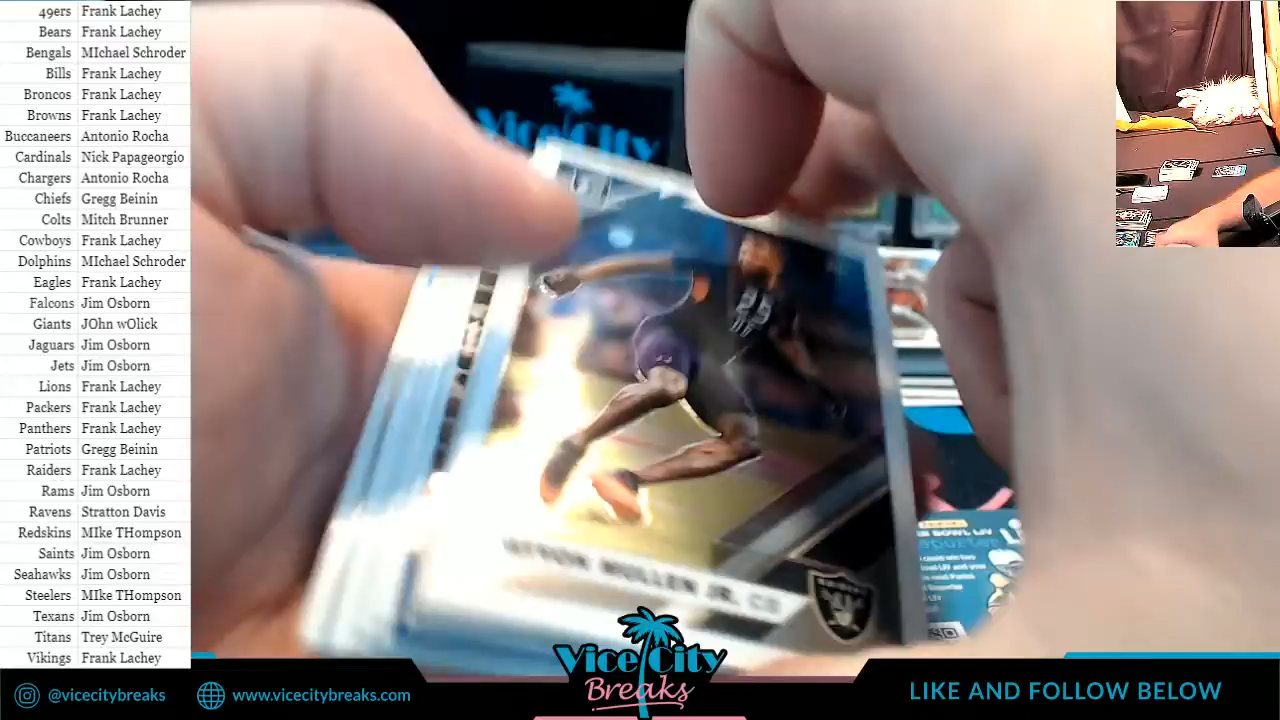 49ers Frank Lachey
Bears Frank Lachey
Bengals MIchael Schroder
Bills Frank Lachey
Broncos Frank Lachey
Browns Frank Lachey
Buccaneers Antonio Rocha
Cardinals Nick Papageorgio
Chargers Antonio Rocha
Chiefs Gregg Beinin
Colts Mitch Brunner
Cowboys Frank Lachey
Dolphins MIchael Schroder
Eagles Frank Lachey
Falcons Jim Osborn
Giants JOhn wOlick
Jaguars Jim Osborn
Jets Jim Osborn
Lions Frank Lachey
Packers Frank Lachey
Panthers Frank Lachey
Patriots Gregg Beinin
Raiders Frank Lachey
Rams Jim Osborn
Ravens Stratton Davis
Redskins MIke THompson
Saints Jim Osborn
Seahawks Jim Osborn
Steelers MIke THompson
Texans Jim Osborn
Titans Trey McGuire
Vikings Frank Lachey
Vice City
MULLEN JR. CB
Vice City
Breaks
@vicecitybreaks
www.vicecitybreaks.com
LIKE AND FOLLOW BELOW